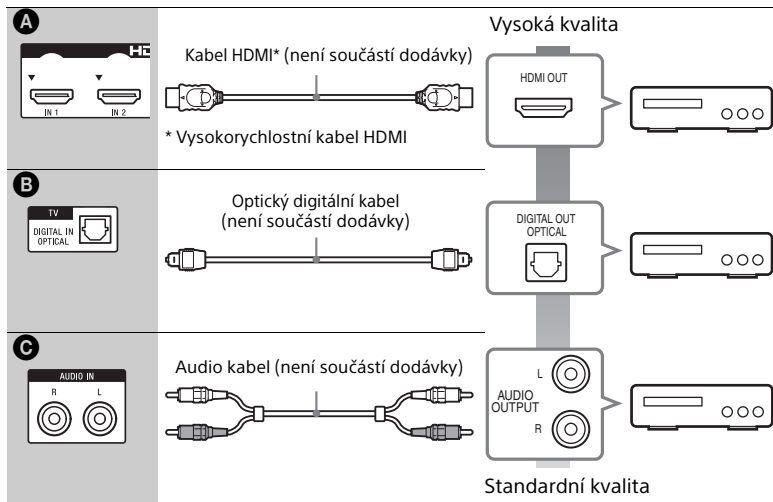 A
Vysoká kvalita
HD
Kabel HDMI* (není součástí dodávky)
IN 1
IN 2
* Vysokorychlostní kabel HDMI
HDMI OUT
B
TV
DIGITAL IN
OPTICAL
Optický digitální kabel
(není součástí dodávky)
DIGITAL OUT
OPTICAL
C
AUDIO IN
R
L
Audio kabel (není součástí dodávky)
L
AUDIO
OUTPUT
R
Standardní kvalita